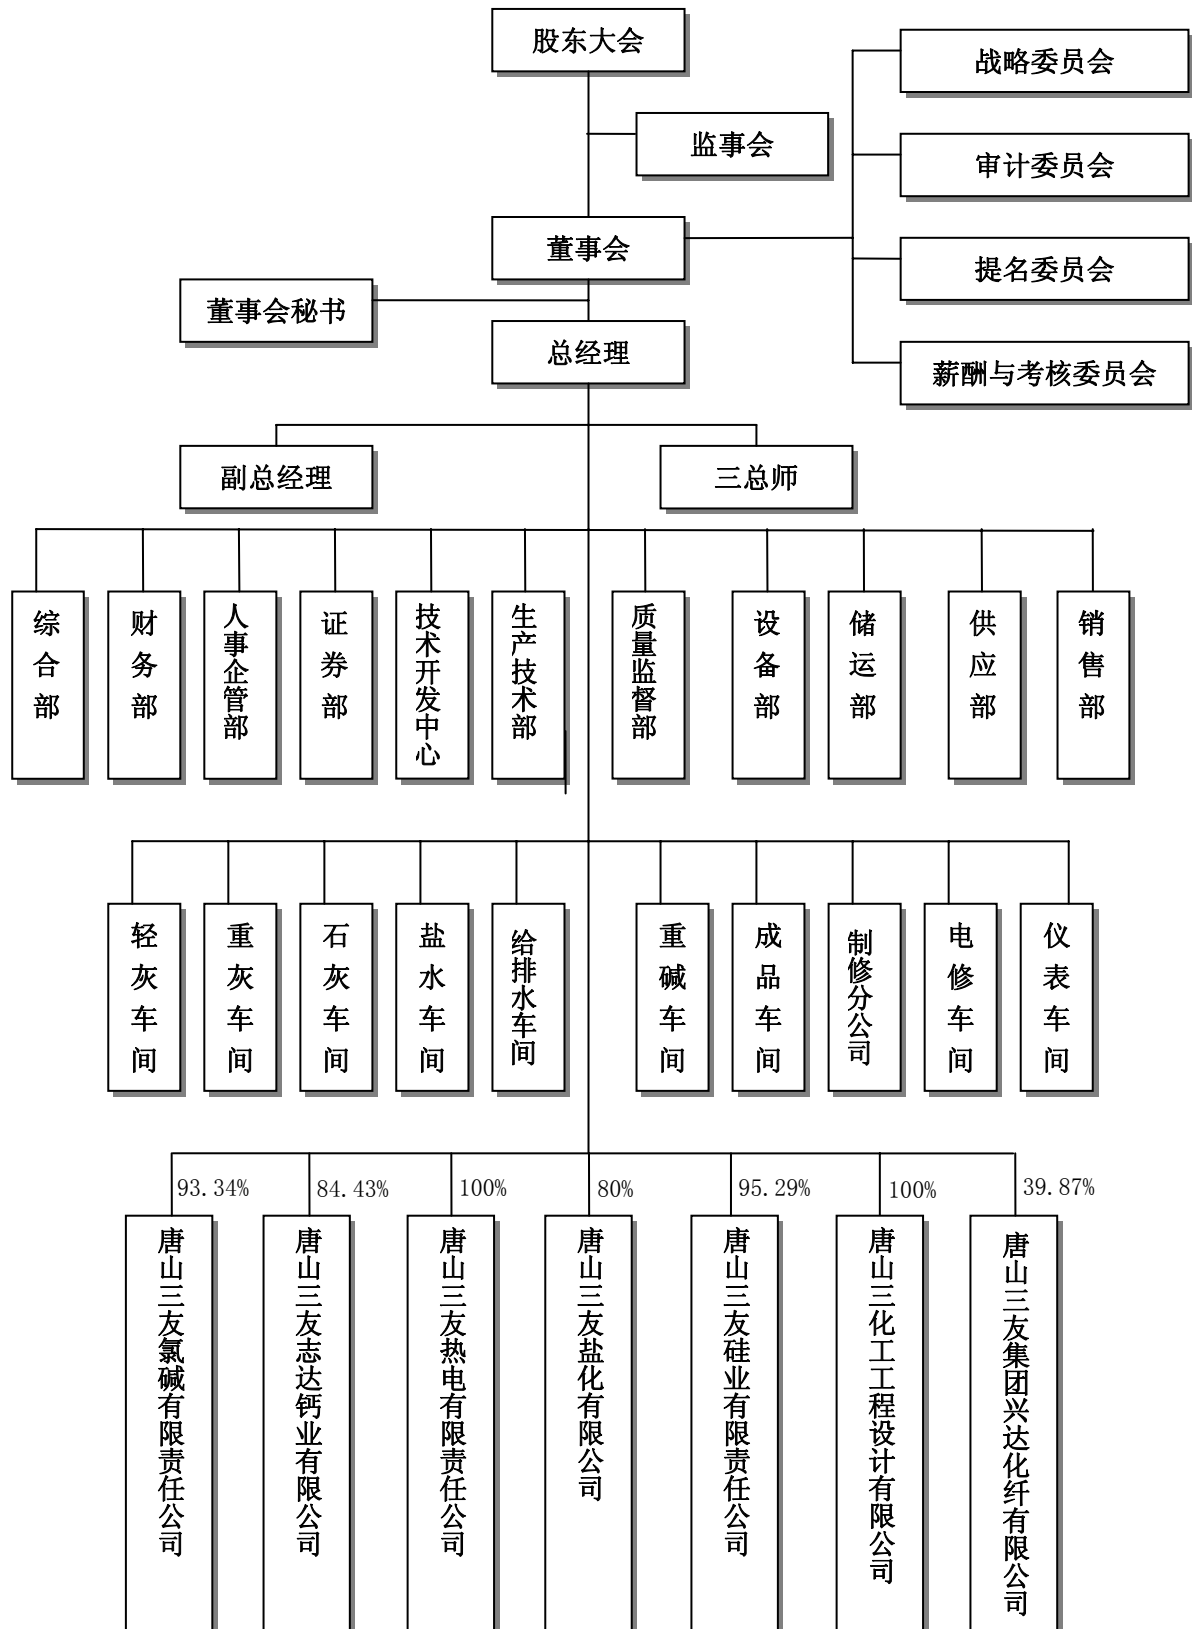 股东大会
战略委员会
监事会
审计委员会
董事会
提名委员会
董事会秘书
总经理
薪酬与考核委员会
副总经理
三总师
综合部
财务部
人事企管部
证券部
技术开发中心
生产技术部
质量监督部
设备部
储运部
供应部
销售部
轻灰车间
重灰车间
石灰车间
盐水车间
给排水车间
重碱车间
成品车间
制修分公司
电修车间
仪表车间
93.34%
84.43%
100%
80%
95.29%
100%
39.87%
唐山三友氯碱有限责任公司
唐山三友志达钙业有限公司
唐山三友热电有限责任公司
唐山三友盐化有限公司
唐山三友硅业有限责任公司
唐山三化工工程设计有限公司
唐山三友集团兴达化纤有限公司